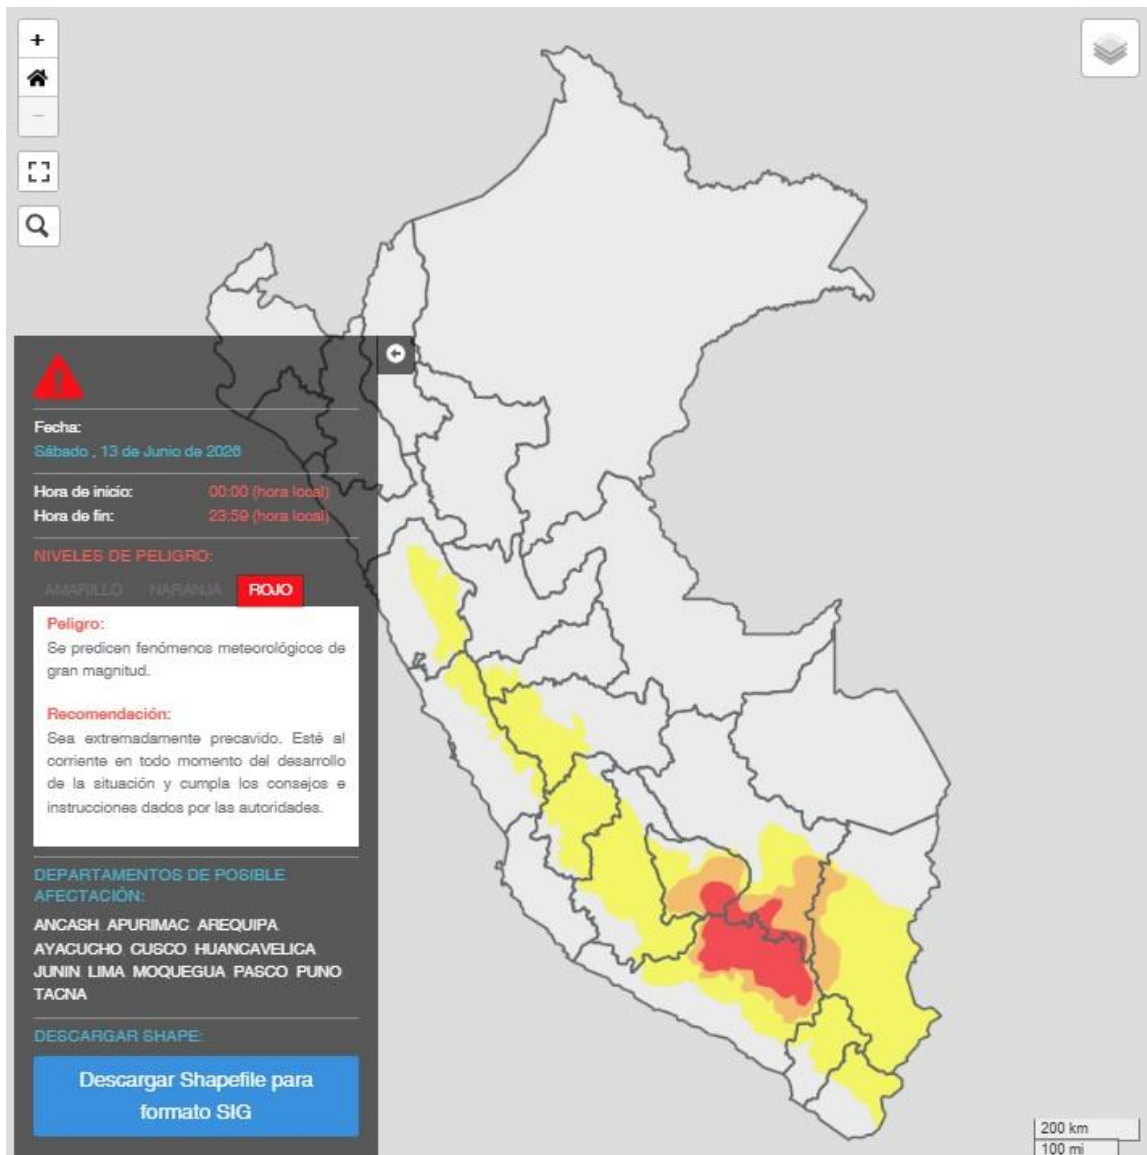 +
−
Fecha:
Sábado , 13 de Junio de 2026
Hora de inicio: 00:00 (hora local)
Hora de fin: 23:59 (hora local)
NIVELES DE PELIGRO:
AMARILLO NARANJA ROJO
Peligro:
Se predicen fenómenos meteorológicos de
gran magnitud.
Recomendación:
Sea extremadamente precavido. Esté al
corriente en todo momento del desarrollo
de la situación y cumpla los consejos e
instrucciones dados por las autoridades.
DEPARTAMENTOS DE POSIBLE
AFECTACIÓN:
ANCASH APURIMAC AREQUIPA
AYACUCHO CUSCO HUANCAVELICA
JUNIN LIMA MOQUEGUA PASCO PUNO
TACNA
DESCARGAR SHAPE:
Descargar Shapefile para
formato SIG
200 km
100 mi